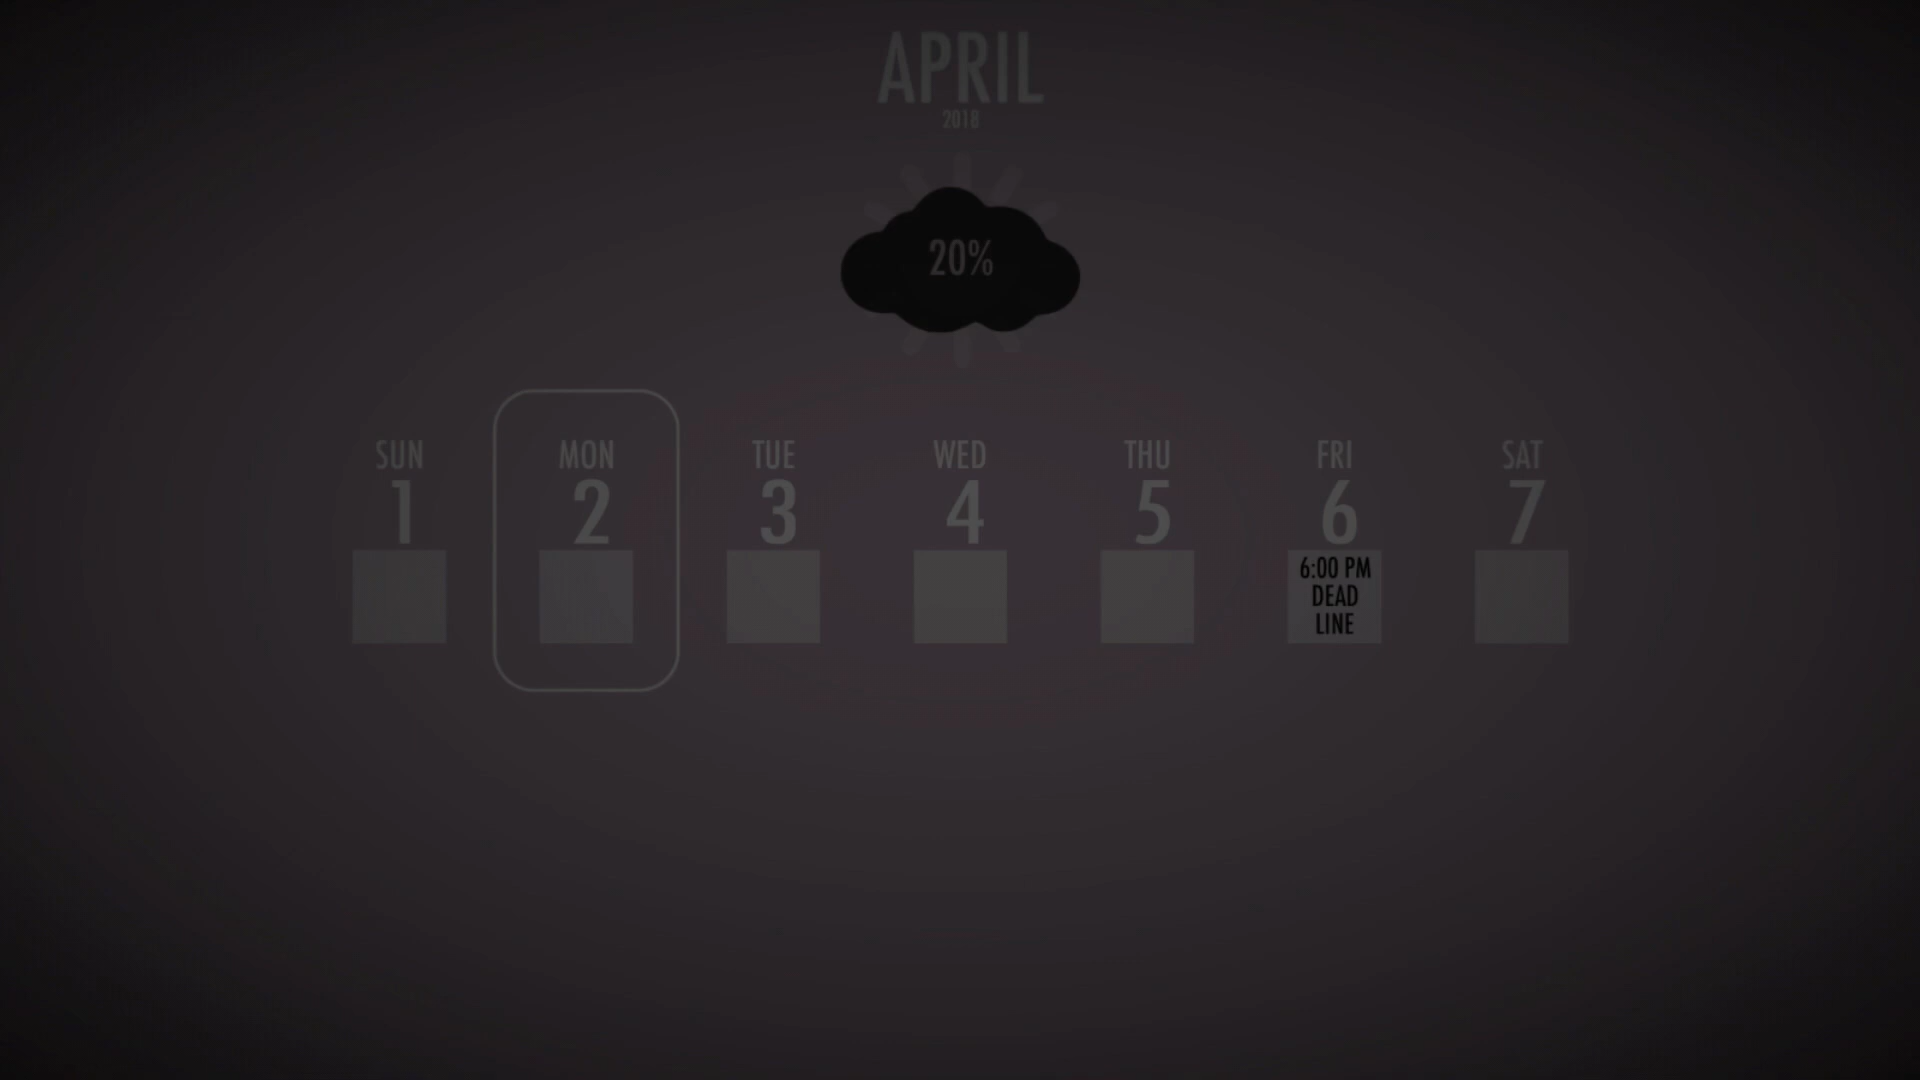 APRIL
2018
20%
SUN MON TUE WED THU FRI SAT
1 2 3 4 5 6 7
6:00 PM
DEAD
LINE